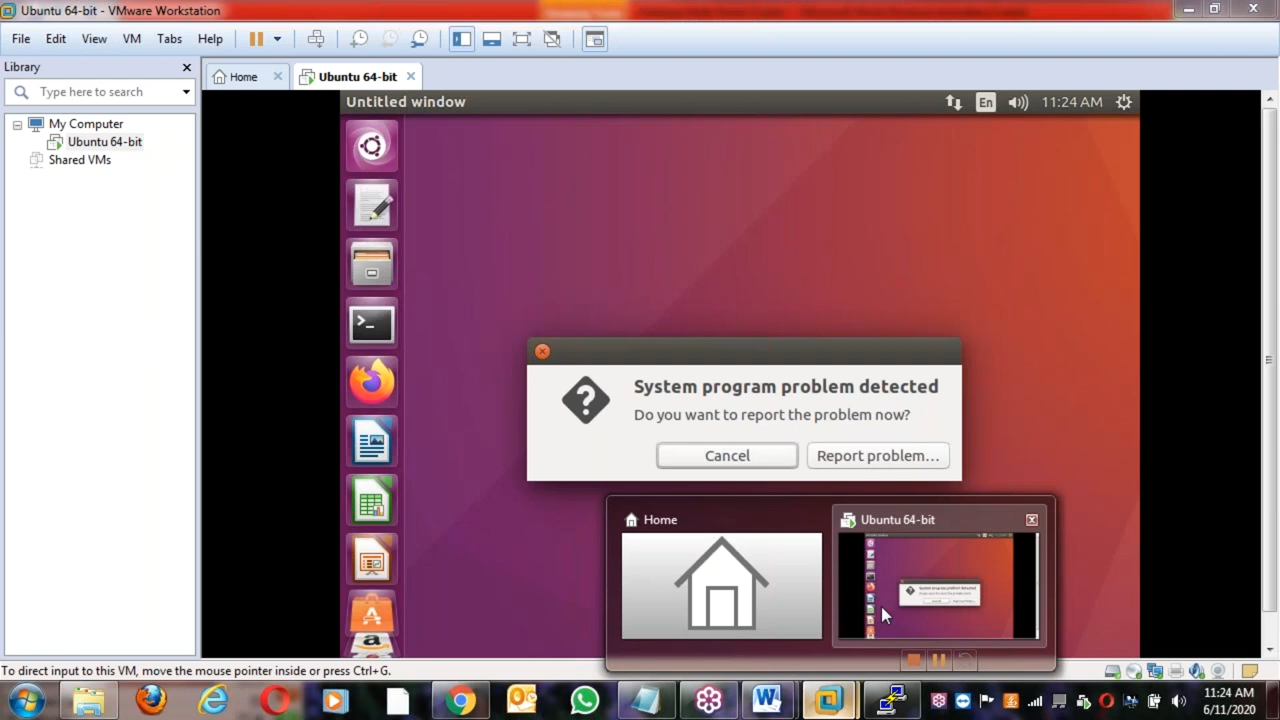 Ubuntu 64-bit - VMware Workstation
File Edit View VM Tabs Help
Library
Type here to search
My Computer
Ubuntu 64-bit
Shared VMs
Home
Ubuntu 64-bit
Untitled window
En
11:24 AM
System program problem detected
Do you want to report the problem now?
Cancel
Report problem...
Home
Ubuntu 64-bit
To direct input to this VM, move the mouse pointer inside or press Ctrl+G.
11:24 AM
6/11/2020